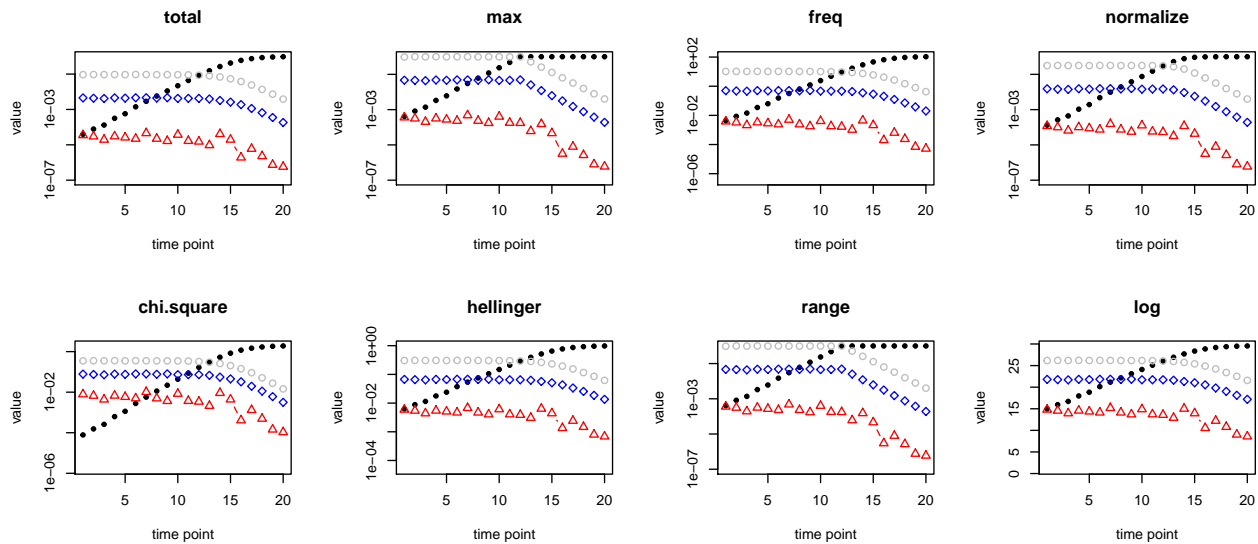 total
max
freq
normalize
value
1e−07
1e−03
5
10
15
20
time point
value
1e−07
1e−03
5
10
15
20
time point
value
1e−06
1e−02
1e+02
5
10
15
20
time point
value
1e−07
1e−03
5
10
15
20
time point
chi.square
hellinger
range
log
value
1e−06
1e−02
5
10
15
20
time point
value
1e−04
1e−02
1e+00
5
10
15
20
time point
value
1e−07
1e−03
5
10
15
20
time point
value
0
5
15
25
5
10
15
20
time point